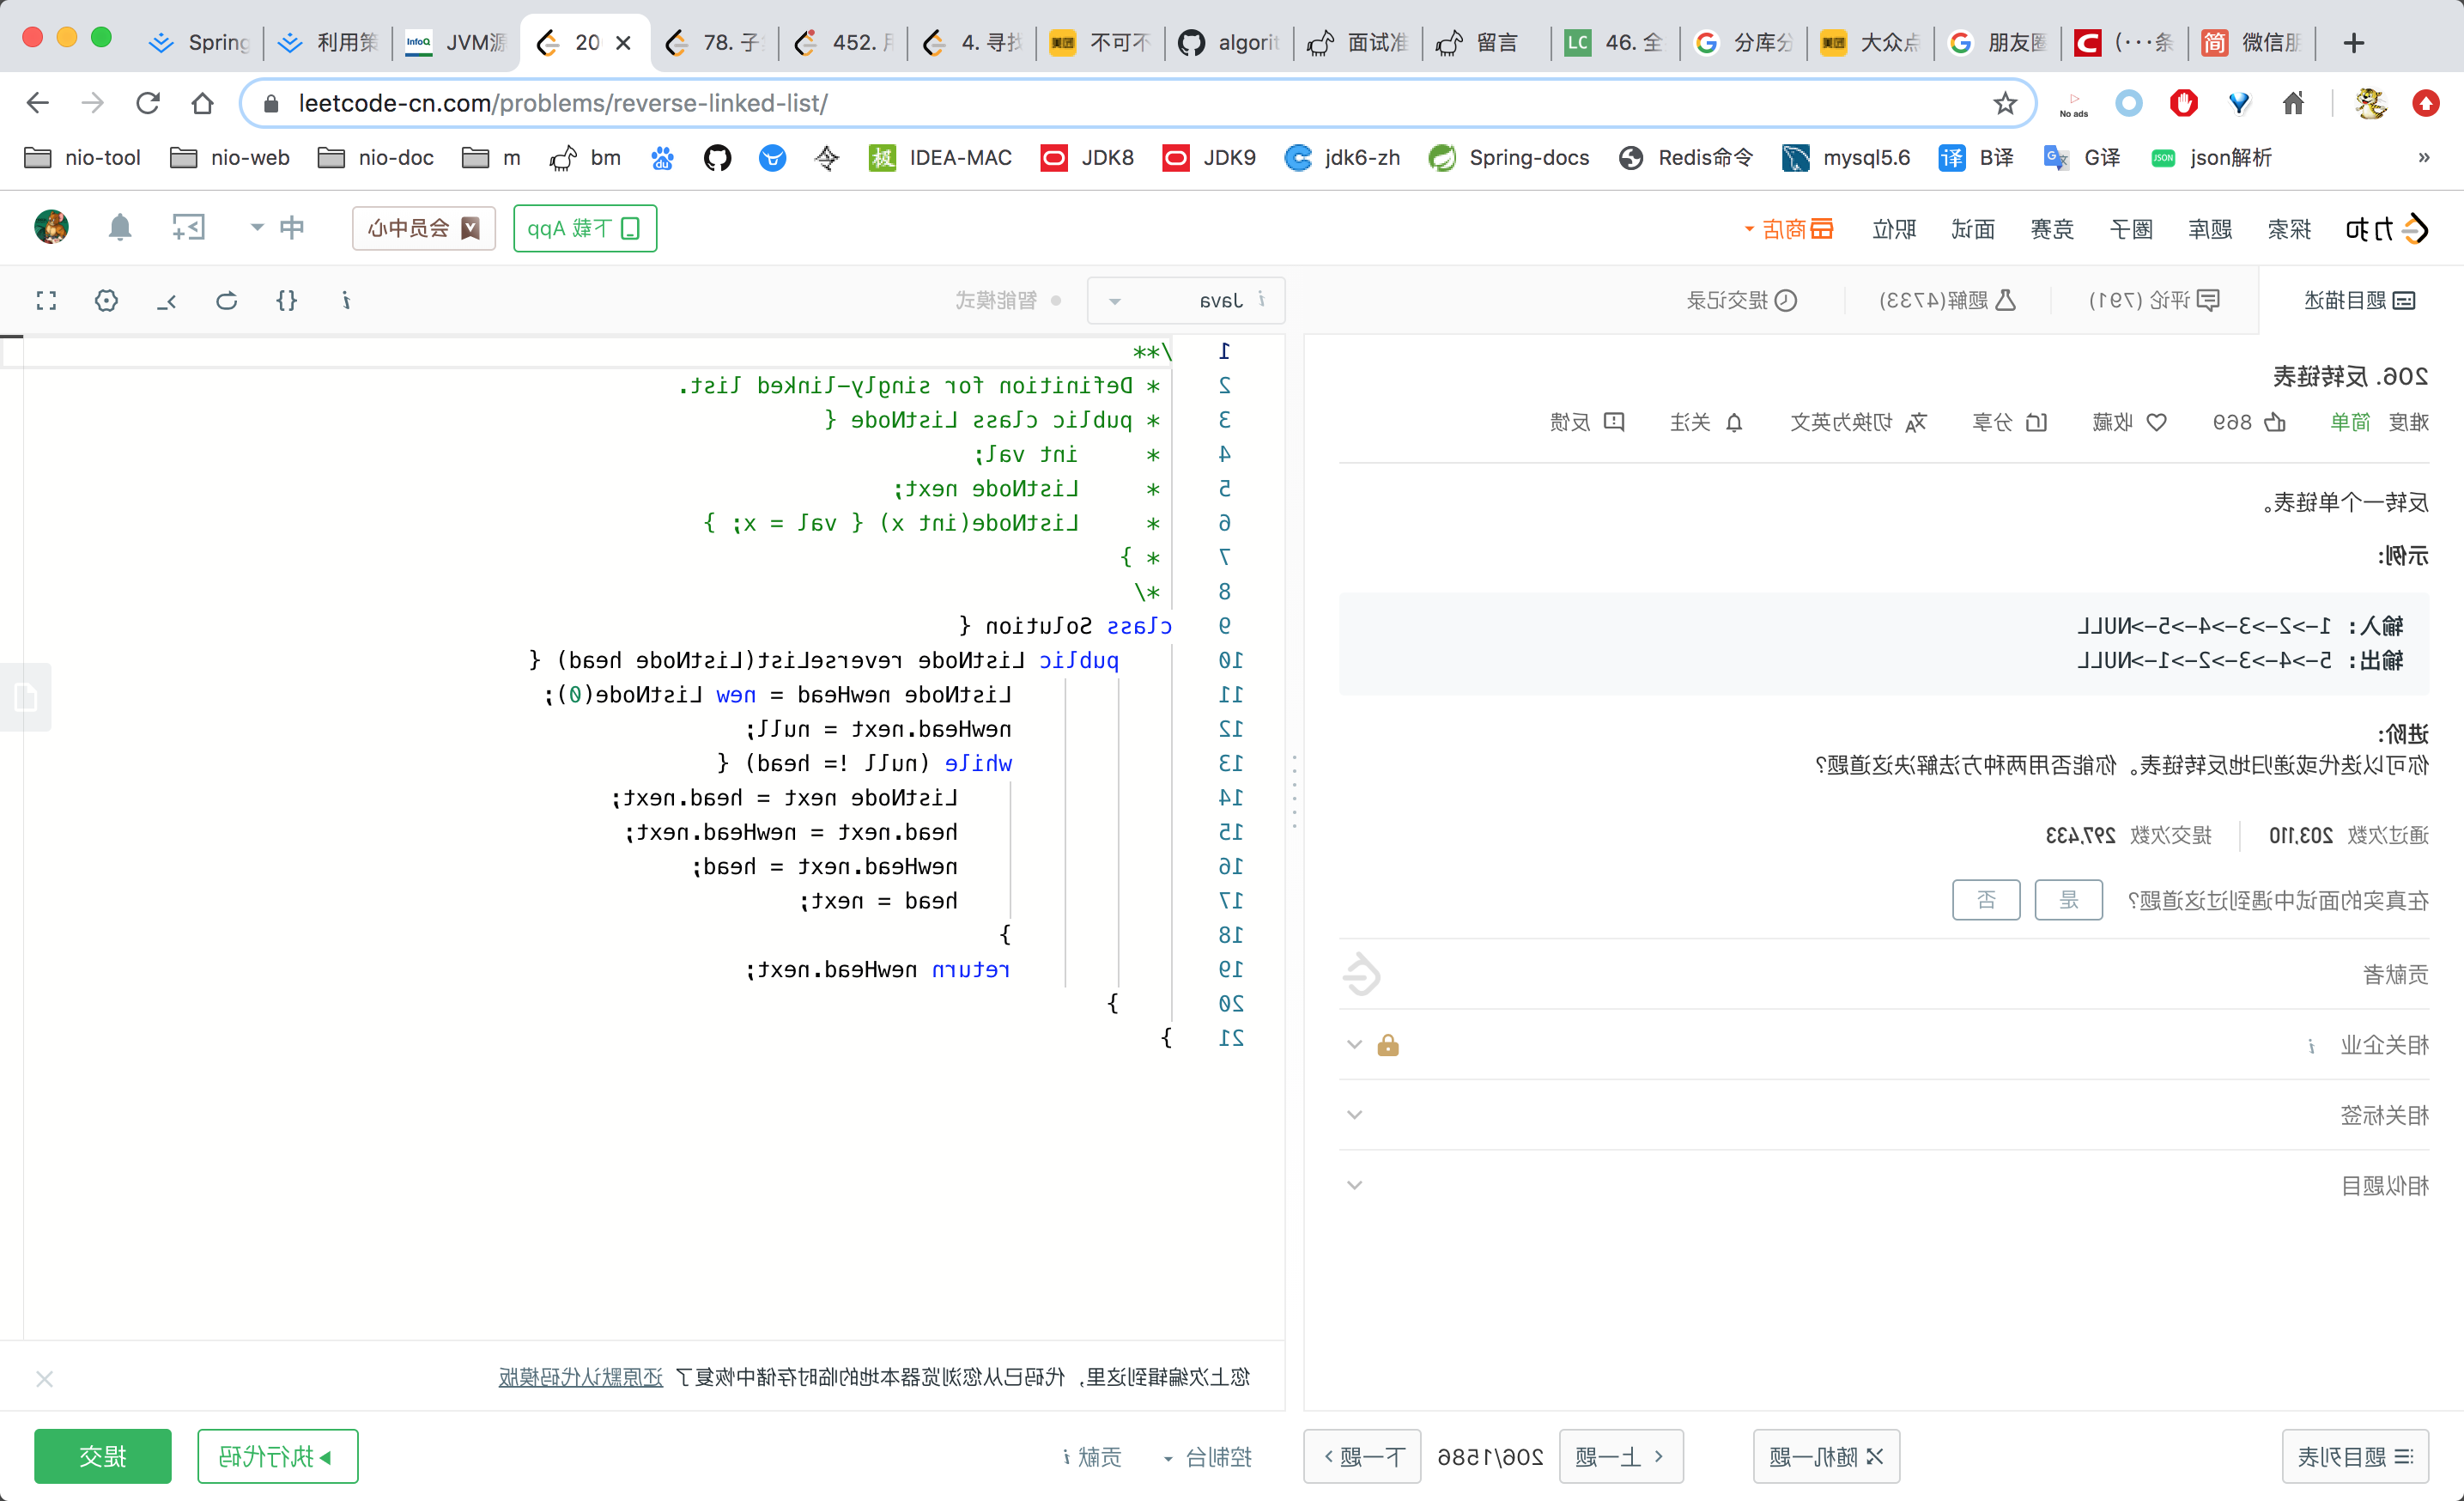 Spring
利用策
InfoQ JVM源
20
78. 子
452. 用
4. 寻找
不可不
algorit
面试准
留言
LC 46. 全
分库分
大众点
朋友圈
C (···条
简 微信朋
leetcode-cn.com/problems/reverse-linked-list/
No ads
nio-tool
nio-web
nio-doc
m
bm
du
令
极 IDEA-MAC
JDK8
JDK9
jdk6-zh
Spring-docs
Redis命令
mysql5.6
译 B译
G译
JSON json解析
»
力扣
探索
题库
圈子
竞赛
面试
职位
商店
下载 App
会员中心
中
题目描述
评论 (791)
题解(4733)
提交记录
206. 反转链表
难度 简单
869
收藏
分享
切换为英文
关注
反馈
反转一个单链表。
示例:
输入: 1->2->3->4->5->NULL
输出: 5->4->3->2->1->NULL
进阶:
你可以迭代或递归地反转链表。你能否用两种方法解决这道题?
通过次数 203,110
提交次数 297,433
在真实的面试中遇到过这道题?
是
否
贡献者
相关企业 i
相关标签
相似题目
题目列表
随机一题
< 上一题
206/1586
下一题 >
i Java
智能模式
i
{}
>_
1 /**
2  * Definition for singly-linked list.
3  * public class ListNode {
4  *     int val;
5  *     ListNode next;
6  *     ListNode(int x) { val = x; }
7  * }
8  */
9 class Solution {
10     public ListNode reverseList(ListNode head) {
11         ListNode newHead = new ListNode(0);
12         newHead.next = null;
13         while (null != head) {
14             ListNode next = head.next;
15             head.next = newHead.next;
16             newHead.next = head;
17             head = next;
18         }
19         return newHead.next;
20     }
21 }
您上次编辑到这里，代码已从您浏览器本地的临时存储中恢复了 还原默认代码模版
控制台
贡献 i
执行代码
提交